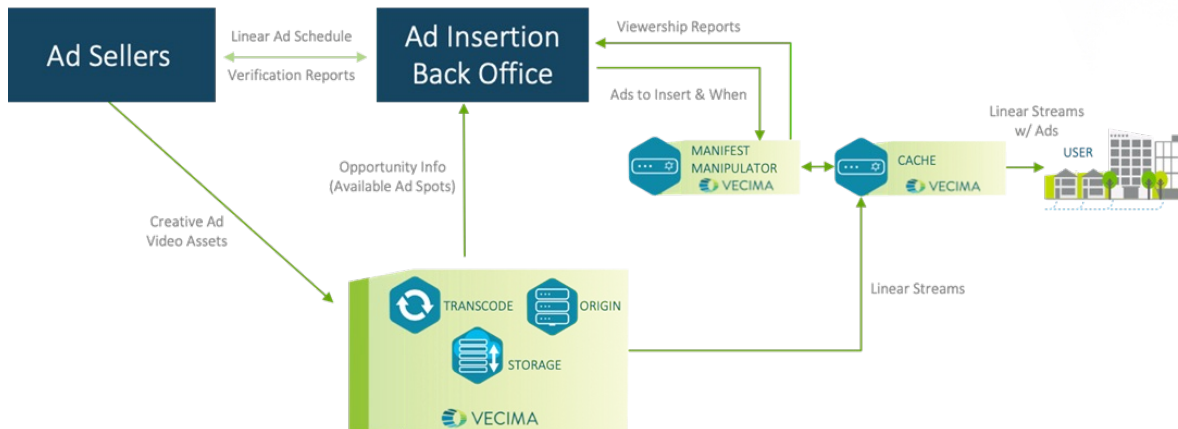 Ad Sellers
Linear Ad Schedule
Verification Reports
Ad Insertion
Back Office
Viewership Reports
Ads to Insert & When
MANIFEST
MANIPULATOR
VECIMA
CACHE
VECIMA
Linear Streams
w/ Ads
USER
Opportunity Info
(Available Ad Spots)
Creative Ad
Video Assets
TRANSCODE
ORIGIN
STORAGE
VECIMA
Linear Streams